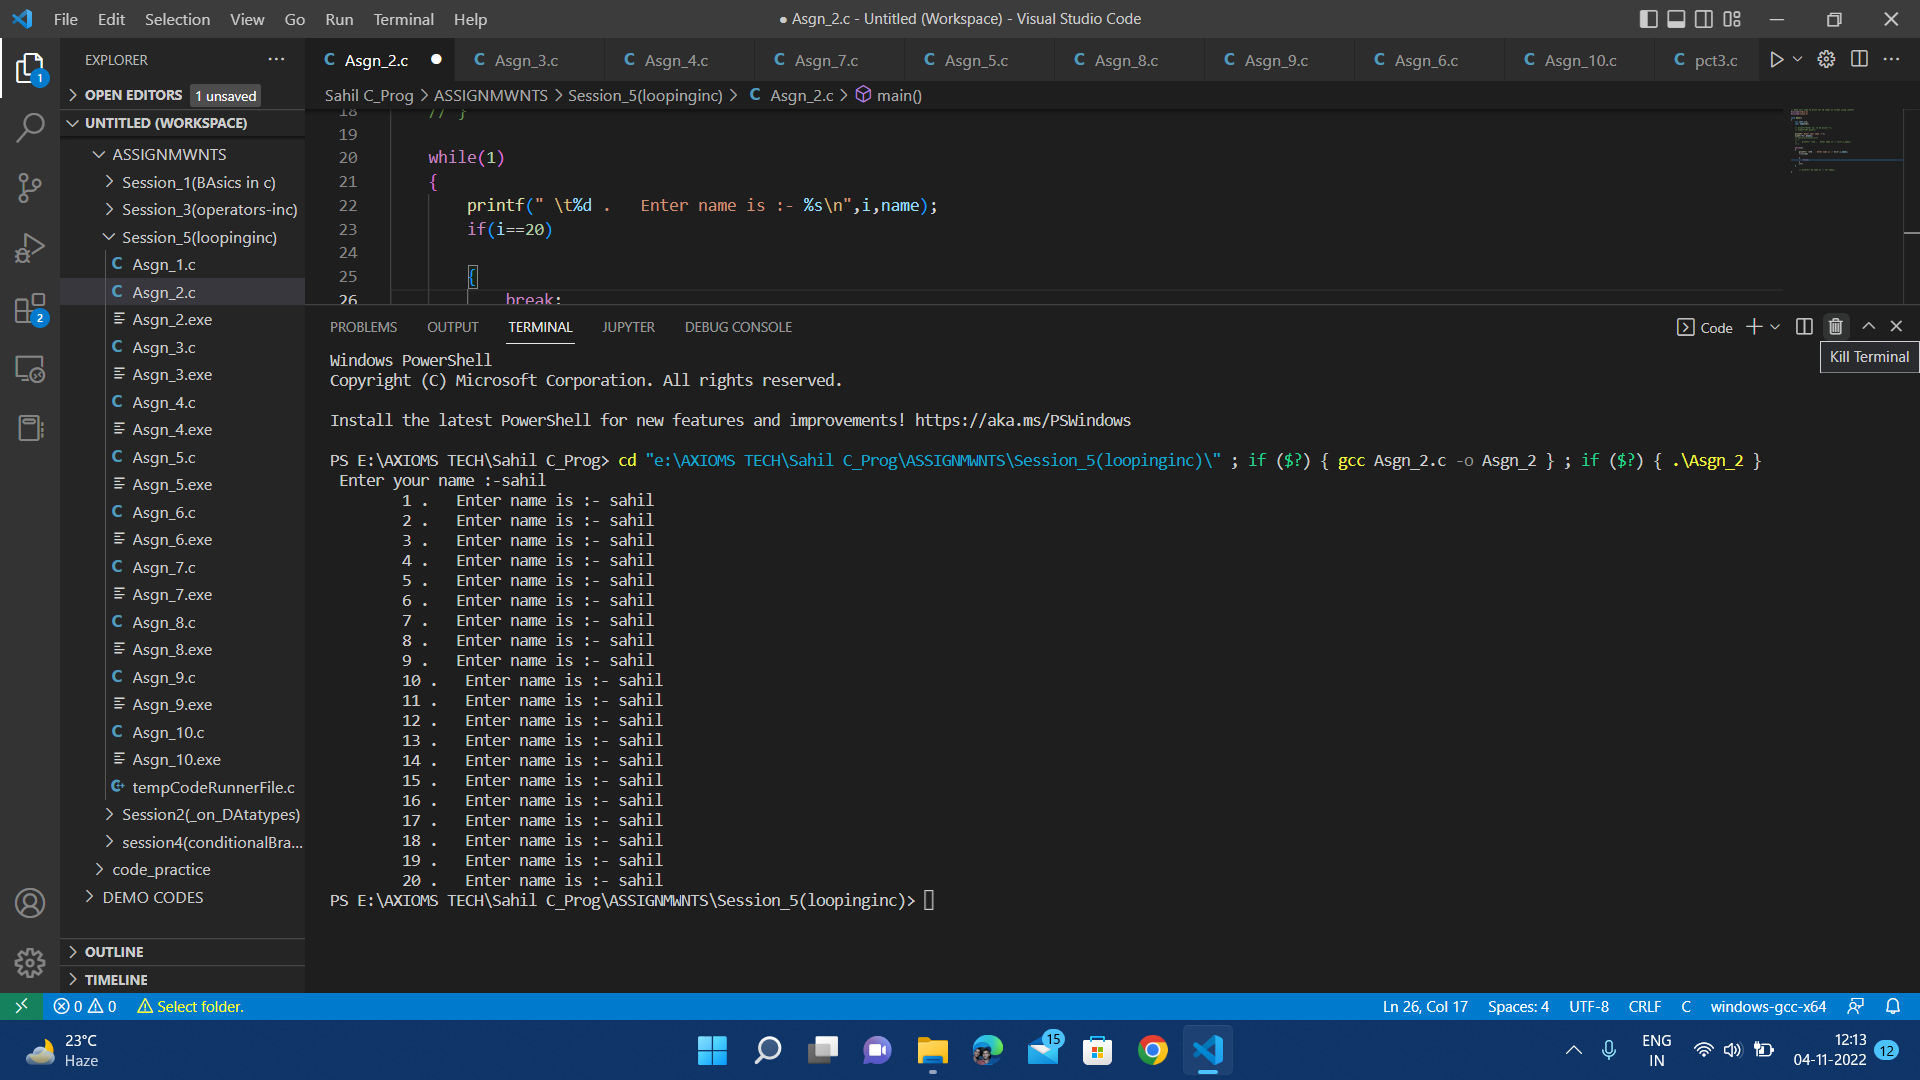 File Edit Selection View Go Run Terminal Help
● Asgn_2.c - Untitled (Workspace) - Visual Studio Code
EXPLORER
OPEN EDITORS 1 unsaved
UNTITLED (WORKSPACE)
ASSIGNMWNTS
Session_1(BAsics in c)
Session_3(operators-inc)
Session_5(loopinginc)
Asgn_1.c
Asgn_2.c
Asgn_2.exe
Asgn_3.c
Asgn_3.exe
Asgn_4.c
Asgn_4.exe
Asgn_5.c
Asgn_5.exe
Asgn_6.c
Asgn_6.exe
Asgn_7.c
Asgn_7.exe
Asgn_8.c
Asgn_8.exe
Asgn_9.c
Asgn_9.exe
Asgn_10.c
Asgn_10.exe
tempCodeRunnerFile.c
Session2(_on_DAtatypes)
session4(conditionalBra...
code_practice
DEMO CODES
OUTLINE
TIMELINE
1
2
Asgn_2.c Asgn_3.c Asgn_4.c Asgn_7.c Asgn_5.c Asgn_8.c Asgn_9.c Asgn_6.c Asgn_10.c pct3.c
Sahil C_Prog > ASSIGNMWNTS > Session_5(loopinginc) > C Asgn_2.c > main()
18 // }
19
20 while(1)
21 {
22 printf(" \t%d .   Enter name is :- %s\n",i,name);
23 if(i==20)
24
25 {
26 break;
PROBLEMS OUTPUT TERMINAL JUPYTER DEBUG CONSOLE
Code
Kill Terminal
Windows PowerShell
Copyright (C) Microsoft Corporation. All rights reserved.
Install the latest PowerShell for new features and improvements! https://aka.ms/PSWindows
PS E:\AXIOMS TECH\Sahil C_Prog> cd "e:\AXIOMS TECH\Sahil C_Prog\ASSIGNMWNTS\Session_5(loopinginc)\" ; if ($?) { gcc Asgn_2.c -o Asgn_2 } ; if ($?) { .\Asgn_2 }
Enter your name :-sahil
1 .   Enter name is :- sahil
2 .   Enter name is :- sahil
3 .   Enter name is :- sahil
4 .   Enter name is :- sahil
5 .   Enter name is :- sahil
6 .   Enter name is :- sahil
7 .   Enter name is :- sahil
8 .   Enter name is :- sahil
9 .   Enter name is :- sahil
10 .   Enter name is :- sahil
11 .   Enter name is :- sahil
12 .   Enter name is :- sahil
13 .   Enter name is :- sahil
14 .   Enter name is :- sahil
15 .   Enter name is :- sahil
16 .   Enter name is :- sahil
17 .   Enter name is :- sahil
18 .   Enter name is :- sahil
19 .   Enter name is :- sahil
20 .   Enter name is :- sahil
PS E:\AXIOMS TECH\Sahil C_Prog\ASSIGNMWNTS\Session_5(loopinginc)>
0 0 Select folder. Ln 26, Col 17 Spaces: 4 UTF-8 CRLF C windows-gcc-x64
23°C
Haze
15
ENG
IN
12:13
04-11-2022
12